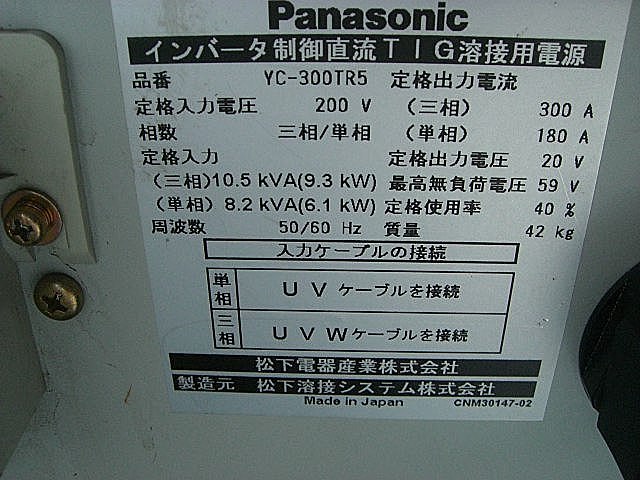 Panasonic
インバータ制御直流TIG溶接用電源
品番 YC-300TR5 定格出力電流
定格入力電圧 200 V (三相) 300 A
相数 三相/単相 (単相) 180 A
定格入力 定格出力電圧 20 V
(三相)10.5 kVA(9.3 kW) 最高無負荷電圧 59 V
(単相) 8.2 kVA(6.1 kW) 定格使用率 40 %
周波数 50/60 Hz 質量 42 kg
入力ケーブルの接続
単相 U V ケーブルを接続
三相 U V W ケーブルを接続
松下電器産業株式会社
製造元 松下溶接システム株式会社
Made in Japan CNM30147-02